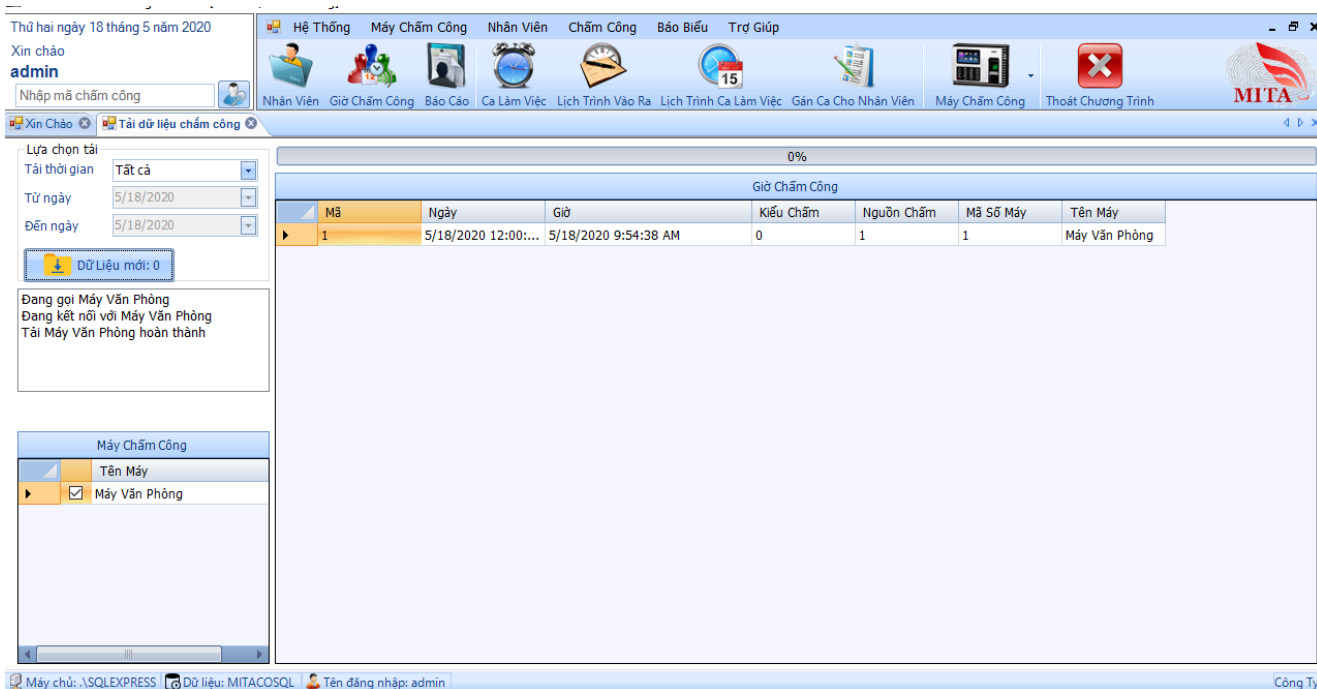 Thứ hai ngày 18 tháng 5 năm 2020
Hệ Thống Máy Chấm Công Nhân Viên Chấm Công Báo Biểu Trợ Giúp
Xin chào
admin
Nhập mã chấm công
Nhân Viên Giờ Chấm Công Báo Cáo Ca Làm Việc Lịch Trình Vào Ra Lịch Trình Ca Làm Việc Gán Ca Cho Nhân Viên Máy Chấm Công Thoát Chương Trình
15
MITA
Xin Chào Tải dữ liệu chấm công
Lựa chọn tải
Tải thời gian Tất cả
Từ ngày 5/18/2020
Đến ngày 5/18/2020
Dữ Liệu mới: 0
Đang gọi Máy Văn Phòng
Đang kết nối với Máy Văn Phòng
Tải Máy Văn Phòng hoàn thành
Máy Chấm Công
Tên Máy
Máy Văn Phòng
0%
Giờ Chấm Công
Mã Ngày Giờ Kiểu Chấm Nguồn Chấm Mã Số Máy Tên Máy
1 5/18/2020 12:00:... 5/18/2020 9:54:38 AM 0 1 1 Máy Văn Phòng
Máy chủ: .\SQLEXPRESS Dữ liệu: MITACOSQL Tên đăng nhập: admin Công Ty